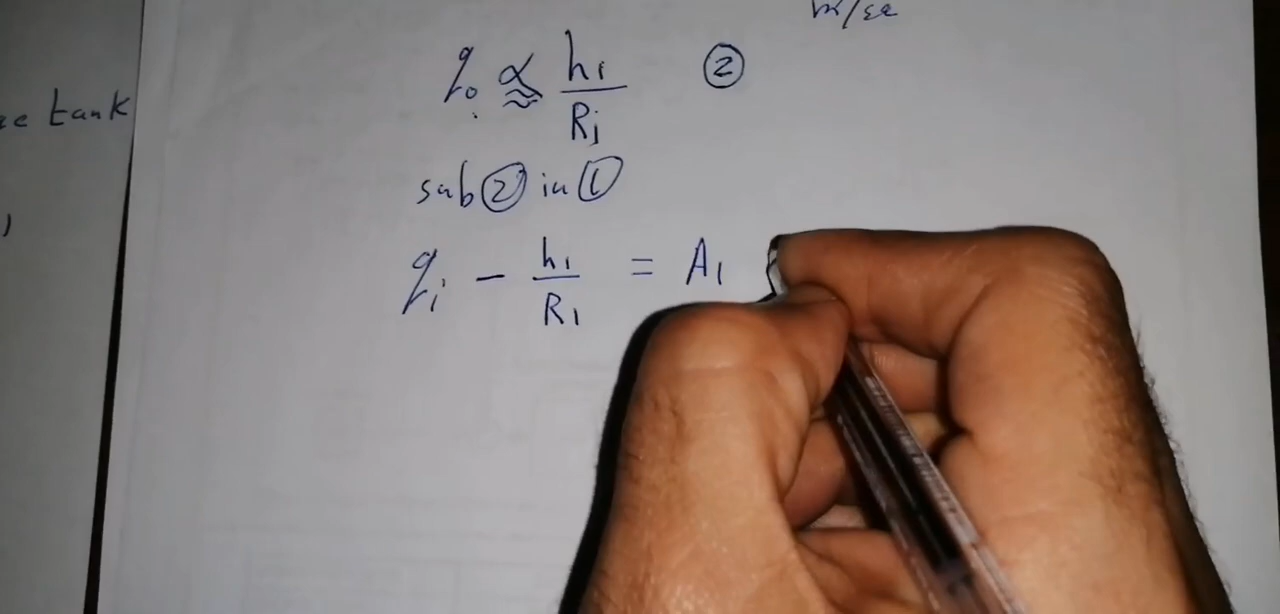 m/sec
q₀ ∝ h₁/R₁ ②
tank
sub ② in ①
qᵢ − h₁/R₁ = A₁